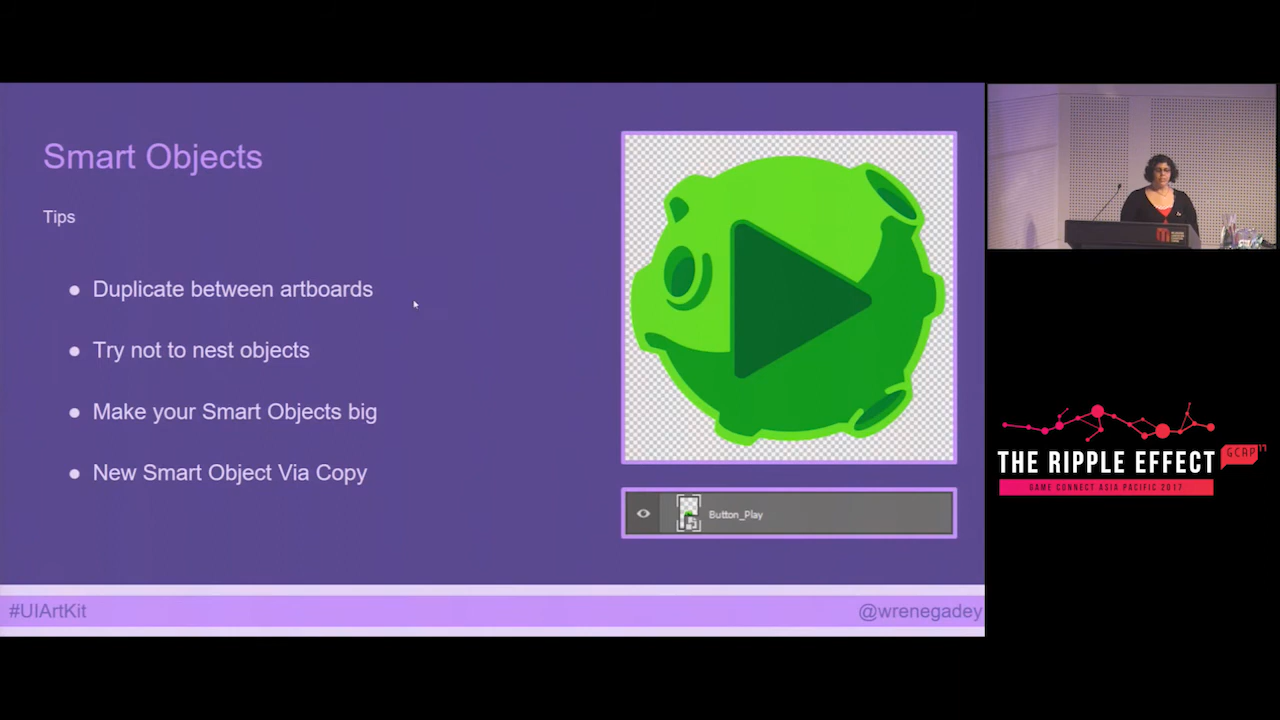 Smart Objects
Tips
● Duplicate between artboards
● Try not to nest objects
● Make your Smart Objects big
● New Smart Object Via Copy
Button_Play
#UIArtKit
@wrenegadey
THE RIPPLE EFFECT
GCAP 17
GAME CONNECT ASIA PACIFIC 2017